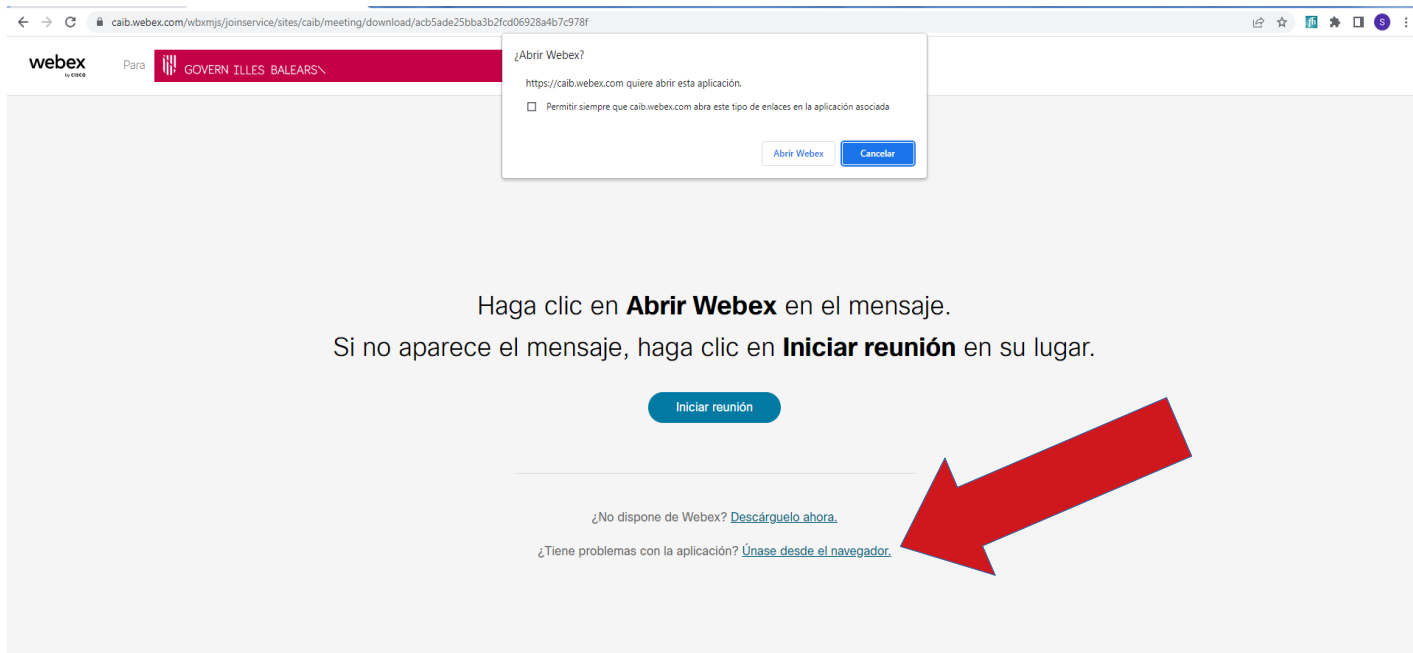 caib.webex.com/wbxmjs/joinservice/sites/caib/meeting/download/acb5ade25bba3b2fcd06928a4b7c978f
S
webex
by CISCO
Para
GOVERN ILLES BALEARS\
¿Abrir Webex?
https://caib.webex.com quiere abrir esta aplicación.
Permitir siempre que caib.webex.com abra este tipo de enlaces en la aplicación asociada
Abrir Webex
Cancelar
Haga clic en Abrir Webex en el mensaje.
Si no aparece el mensaje, haga clic en Iniciar reunión en su lugar.
Iniciar reunión
¿No dispone de Webex? Descárguelo ahora.
¿Tiene problemas con la aplicación? Únase desde el navegador.